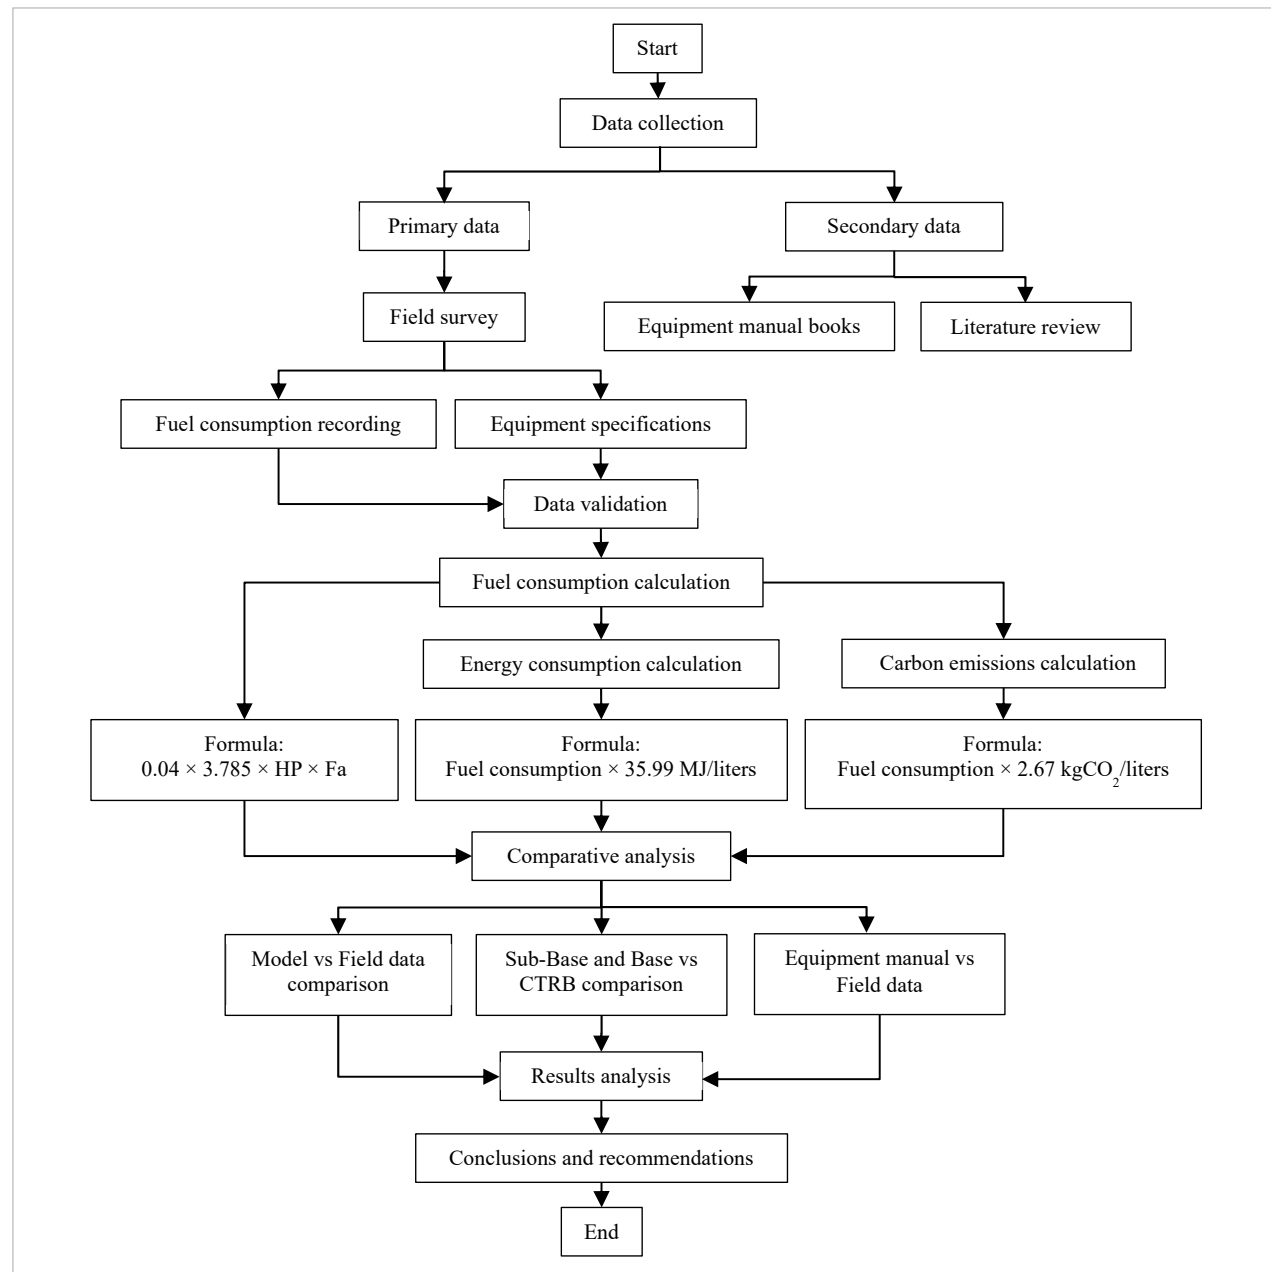 Start
Data collection
Primary data
Secondary data
Field survey
Equipment manual books
Literature review
Fuel consumption recording
Equipment specifications
Data validation
Fuel consumption calculation
Energy consumption calculation
Carbon emissions calculation
Formula:
0.04 × 3.785 × HP × Fa
Formula:
Fuel consumption × 35.99 MJ/liters
Formula:
Fuel consumption × 2.67 kgCO₂/liters
Comparative analysis
Model vs Field data
comparison
Sub-Base and Base vs
CTRB comparison
Equipment manual vs
Field data
Results analysis
Conclusions and recommendations
End